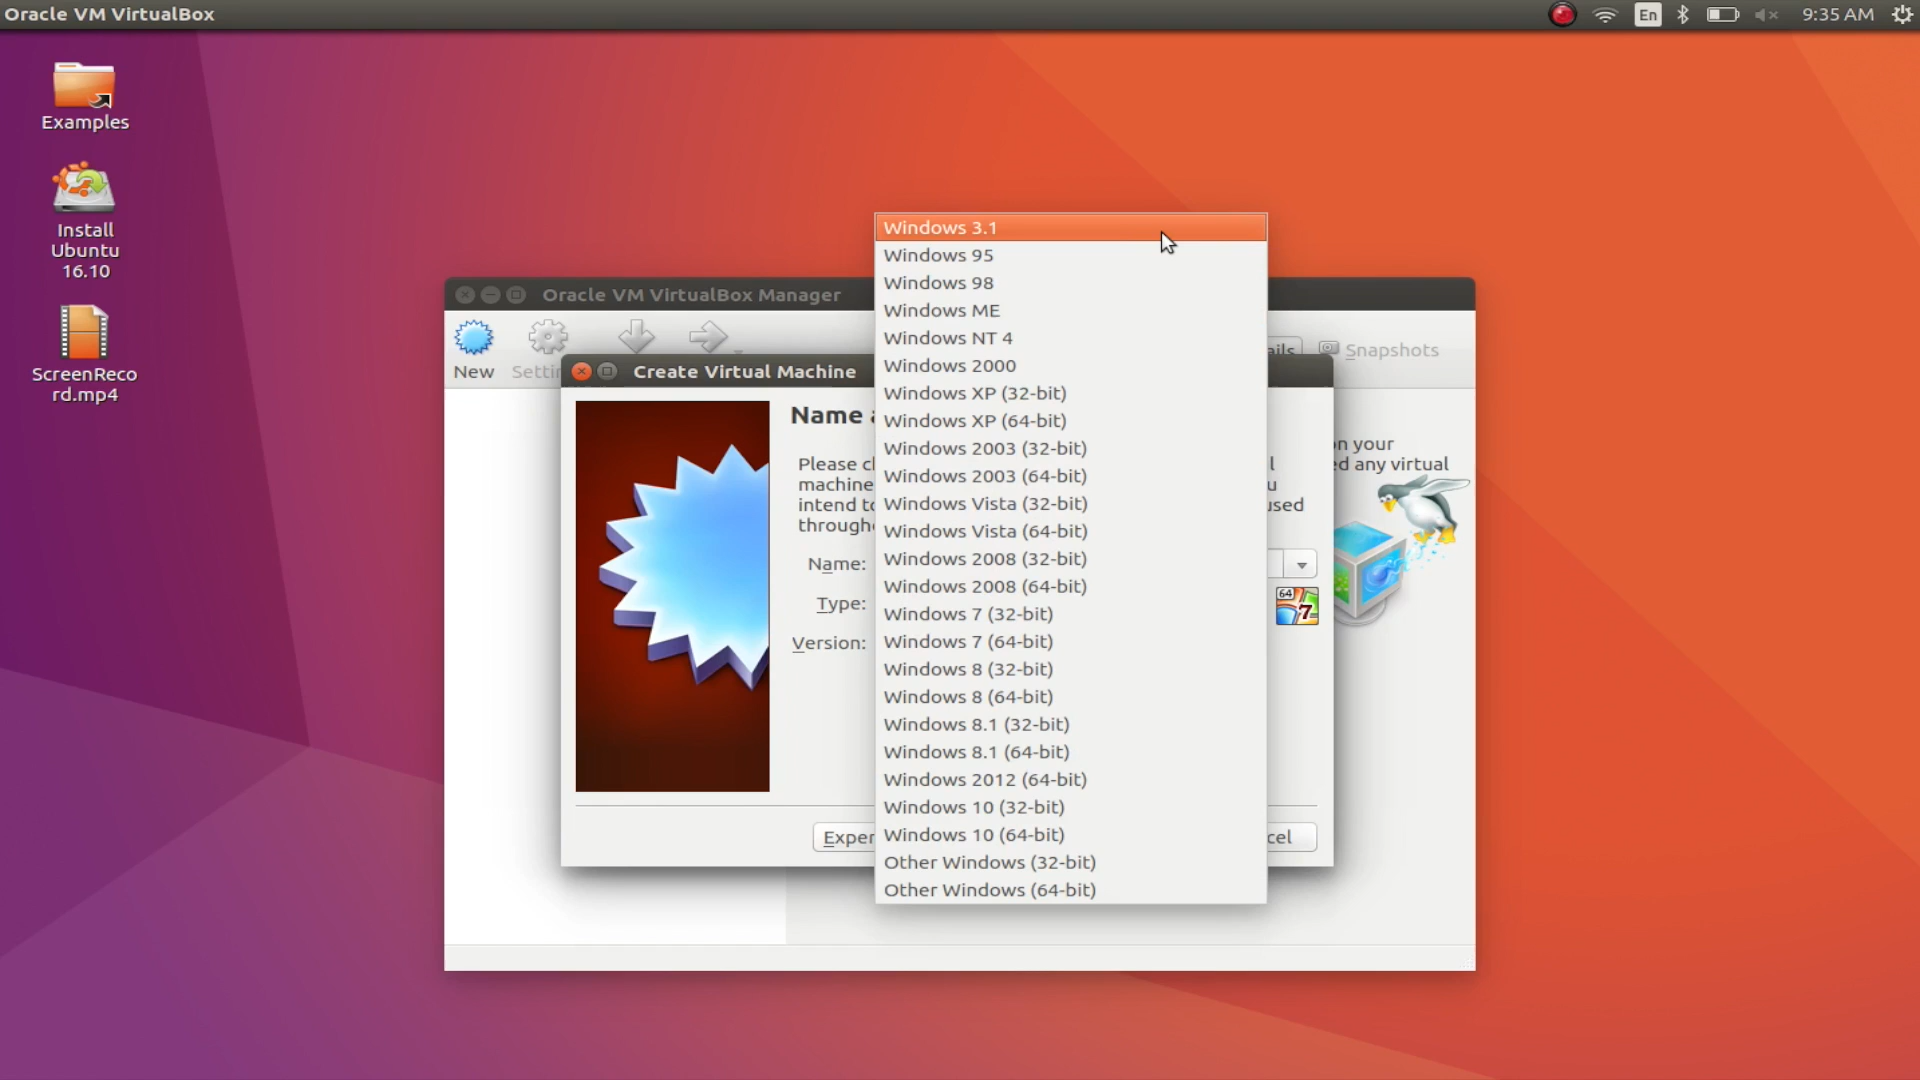 Oracle VM VirtualBox
En
9:35 AM
Examples
Install
Ubuntu
16.10
ScreenReco
rd.mp4
Oracle VM VirtualBox Manager
New
Settin
ails
Snapshots
Create Virtual Machine
Name a
Please ch
machine
intend to
through
l
u
used
n your
ed any virtual
Name:
Type:
Version:
64
7
Exper
cel
Windows 3.1
Windows 95
Windows 98
Windows ME
Windows NT 4
Windows 2000
Windows XP (32-bit)
Windows XP (64-bit)
Windows 2003 (32-bit)
Windows 2003 (64-bit)
Windows Vista (32-bit)
Windows Vista (64-bit)
Windows 2008 (32-bit)
Windows 2008 (64-bit)
Windows 7 (32-bit)
Windows 7 (64-bit)
Windows 8 (32-bit)
Windows 8 (64-bit)
Windows 8.1 (32-bit)
Windows 8.1 (64-bit)
Windows 2012 (64-bit)
Windows 10 (32-bit)
Windows 10 (64-bit)
Other Windows (32-bit)
Other Windows (64-bit)